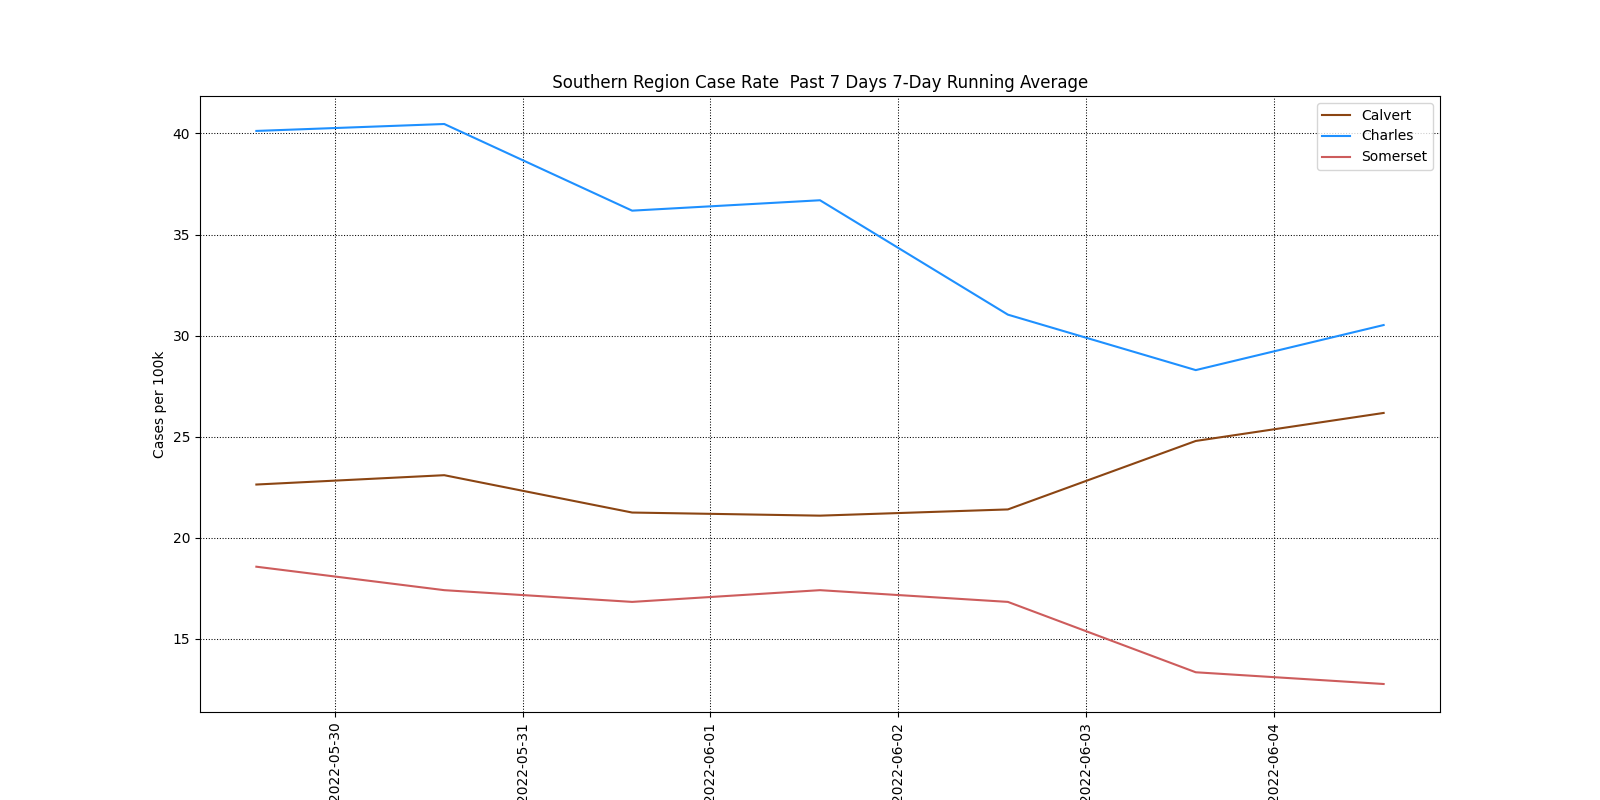 Southern Region Case Rate  Past 7 Days 7-Day Running Average
Calvert
Charles
Somerset
Cases per 100k
40
35
30
25
20
15
2022-05-30
2022-05-31
2022-06-01
2022-06-02
2022-06-03
2022-06-04